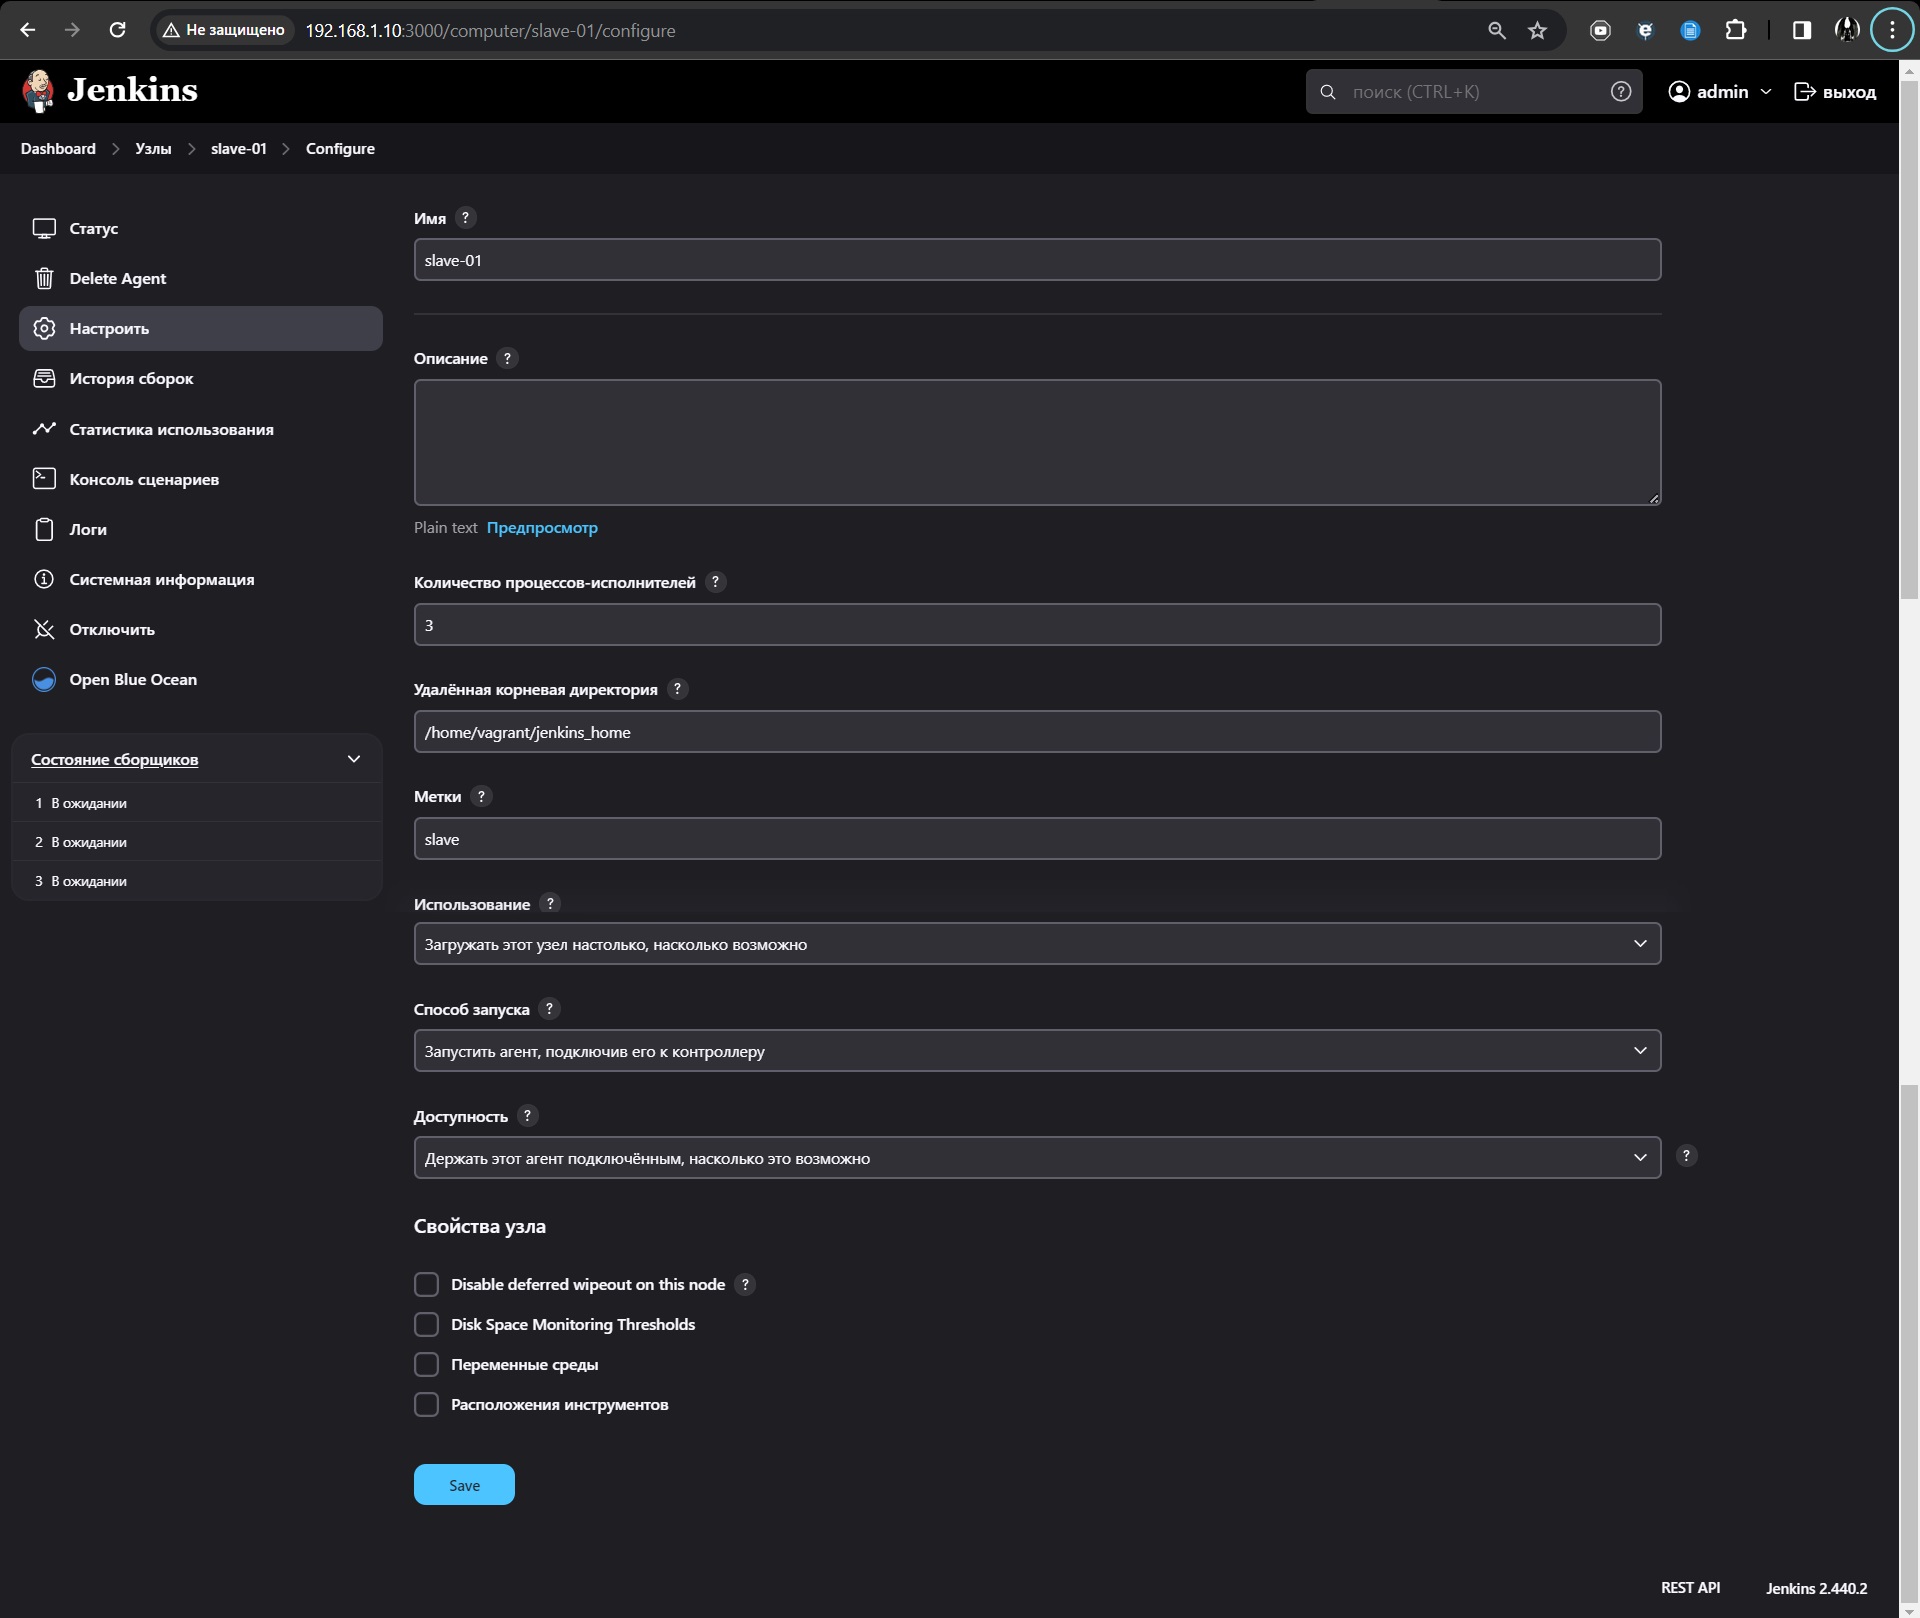 Не защищено
192.168.1.10:3000/computer/slave-01/configure
Jenkins
поиск (CTRL+K)
?
admin
выход
Dashboard
Узлы
slave-01
Configure
Статус
Delete Agent
Настроить
История сборок
Статистика использования
Консоль сценариев
Логи
Системная информация
Отключить
Open Blue Ocean
Состояние сборщиков
1 В ожидании
2 В ожидании
3 В ожидании
Имя ?
slave-01
Описание ?
Plain text Предпросмотр
Количество процессов-исполнителей ?
3
Удалённая корневая директория ?
/home/vagrant/jenkins_home
Метки ?
slave
Использование ?
Загружать этот узел настолько, насколько возможно
Способ запуска ?
Запустить агент, подключив его к контроллеру
Доступность ?
Держать этот агент подключённым, насколько это возможно
?
Свойства узла
Disable deferred wipeout on this node ?
Disk Space Monitoring Thresholds
Переменные среды
Расположения инструментов
Save
REST API
Jenkins 2.440.2